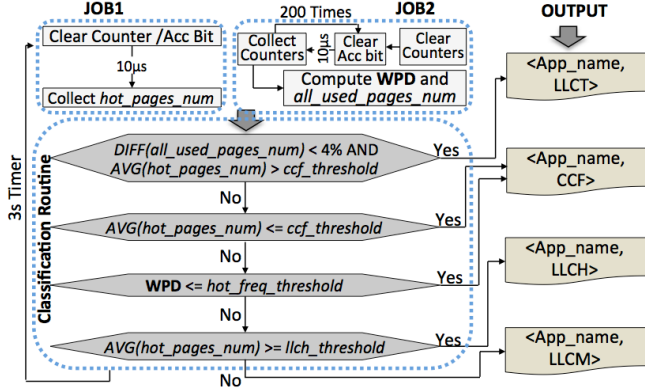 JOB1
Clear Counter /Acc Bit
10μs
Collect hot_pages_num
200 Times
JOB2
Collect
Counters
10μs
Clear
Acc bit
Clear
Counters
Compute WPD and
all_used_pages_num
OUTPUT
<App_name,
LLCT>
<App_name,
CCF>
<App_name,
LLCH>
<App_name,
LLCM>
3s Timer
Classification Routine
DIFF(all_used_pages_num) < 4% AND
AVG(hot_pages_num) > ccf_threshold
Yes
No
AVG(hot_pages_num) <= ccf_threshold
Yes
No
WPD <= hot_freq_threshold
Yes
No
AVG(hot_pages_num) >= llch_threshold
Yes
No